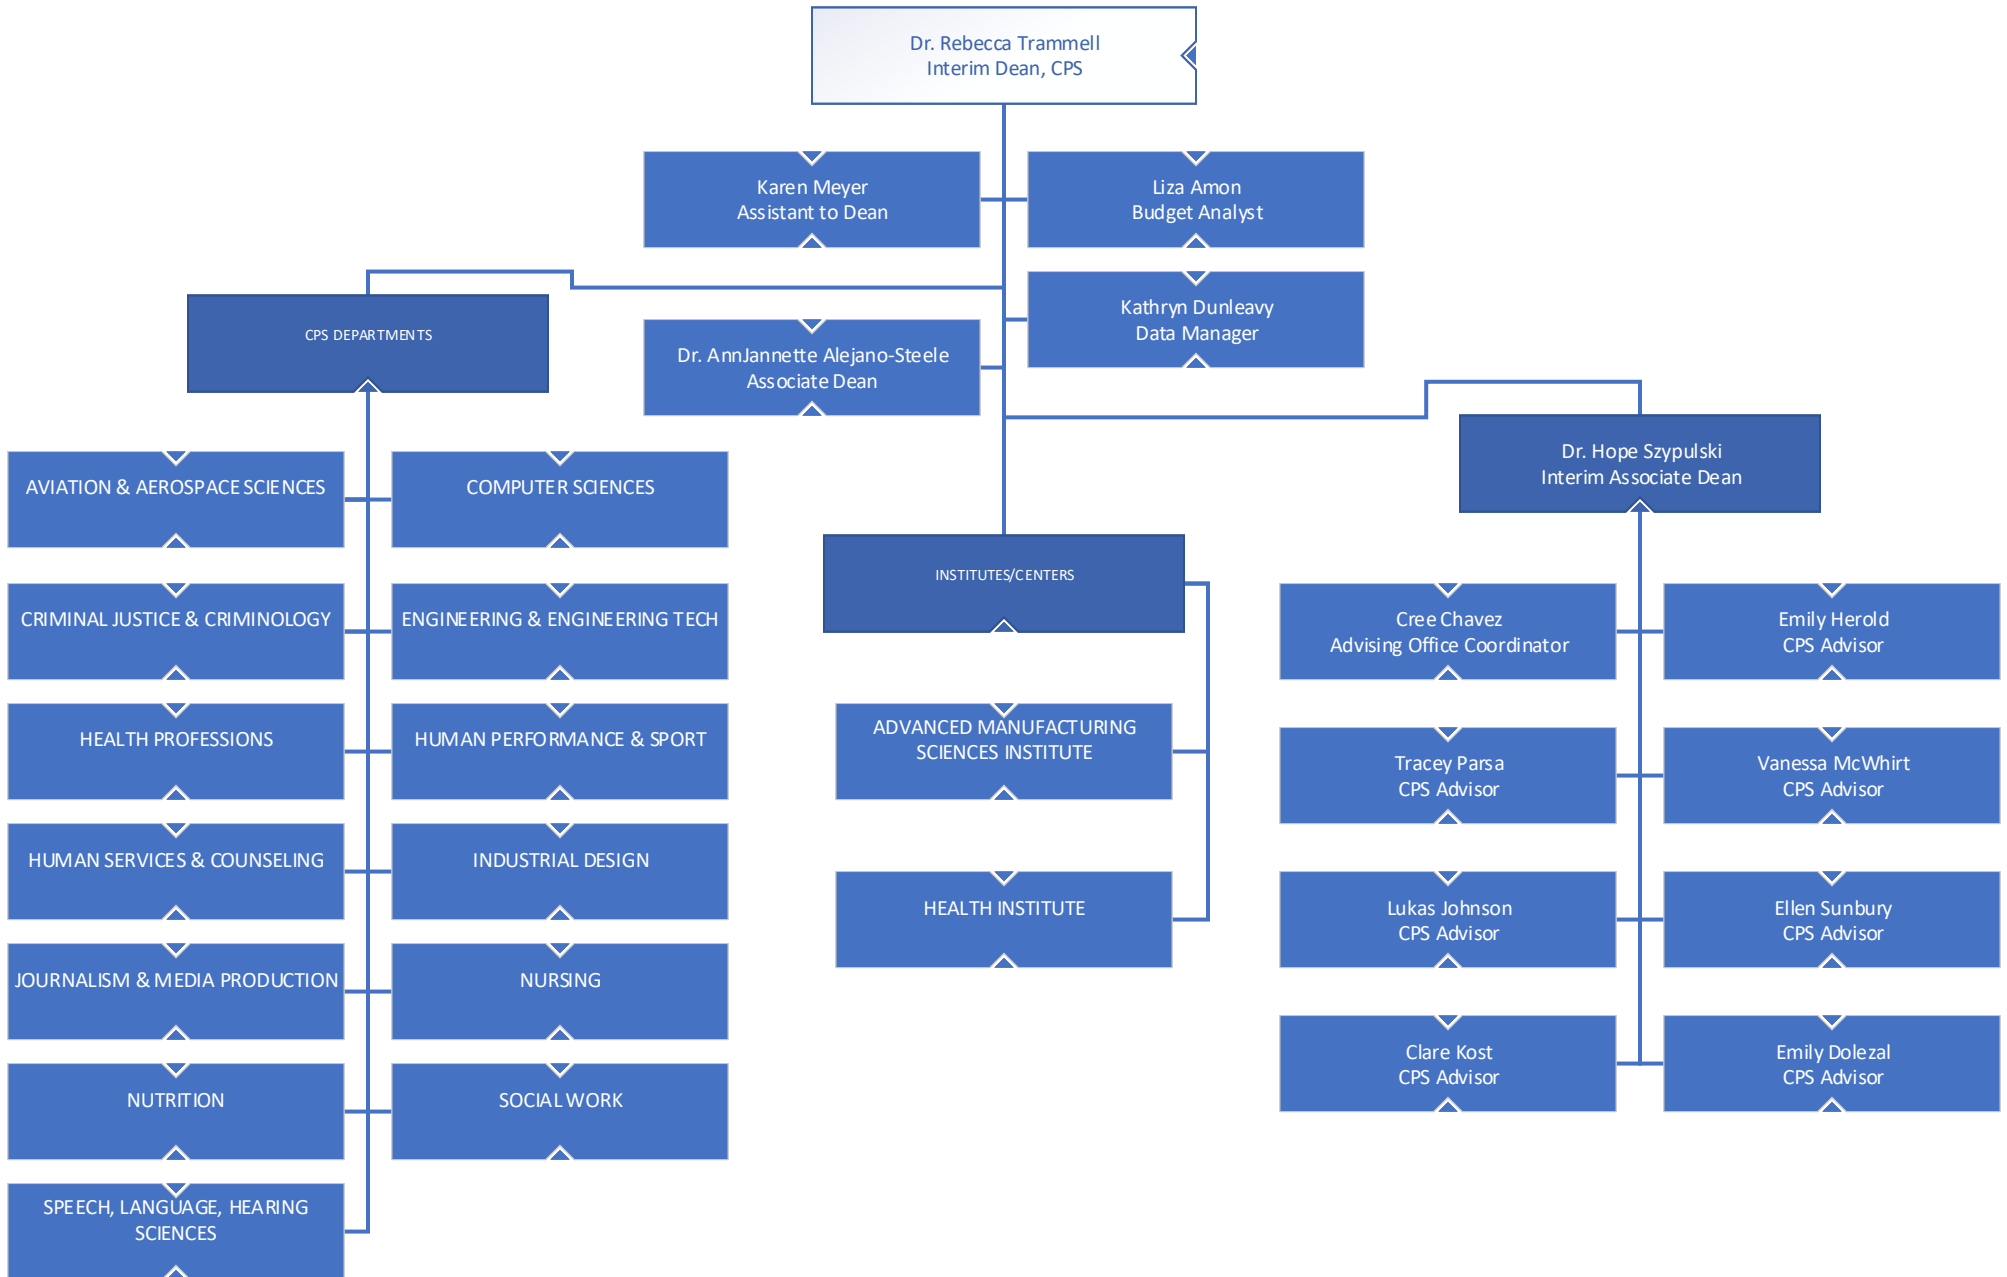 Dr. Rebecca Trammell
Interim Dean, CPS
Karen Meyer
Assistant to Dean
Liza Amon
Budget Analyst
Kathryn Dunleavy
Data Manager
CPS DEPARTMENTS
Dr. AnnJannette Alejano-Steele
Associate Dean
Dr. Hope Szypulski
Interim Associate Dean
AVIATION & AEROSPACE SCIENCES
COMPUTER SCIENCES
CRIMINAL JUSTICE & CRIMINOLOGY
ENGINEERING & ENGINEERING TECH
HEALTH PROFESSIONS
HUMAN PERFORMANCE & SPORT
HUMAN SERVICES & COUNSELING
INDUSTRIAL DESIGN
JOURNALISM & MEDIA PRODUCTION
NURSING
NUTRITION
SOCIAL WORK
SPEECH, LANGUAGE, HEARING
SCIENCES
INSTITUTES/CENTERS
ADVANCED MANUFACTURING
SCIENCES INSTITUTE
HEALTH INSTITUTE
Cree Chavez
Advising Office Coordinator
Emily Herold
CPS Advisor
Tracey Parsa
CPS Advisor
Vanessa McWhirt
CPS Advisor
Lukas Johnson
CPS Advisor
Ellen Sunbury
CPS Advisor
Clare Kost
CPS Advisor
Emily Dolezal
CPS Advisor